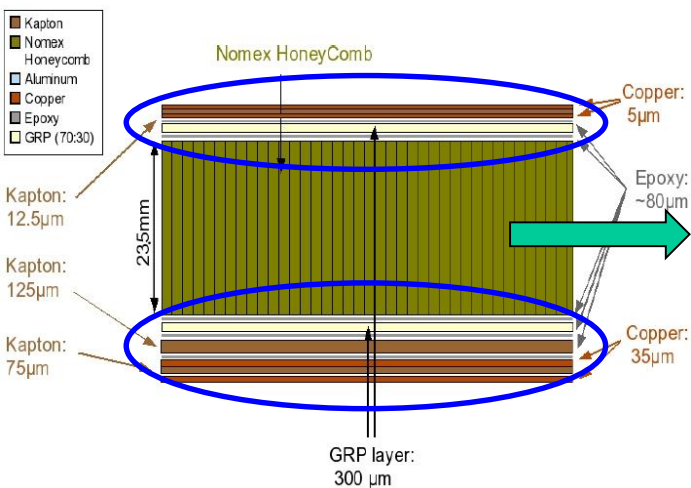 Kapton
Nomex
Honeycomb
Aluminum
Copper
Epoxy
GRP (70:30)
Nomex HoneyComb
Copper:
5µm
Epoxy:
~80µm
Kapton:
12.5µm
23,5mm
Kapton:
125µm
Kapton:
75µm
Copper:
35µm
GRP layer:
300 µm